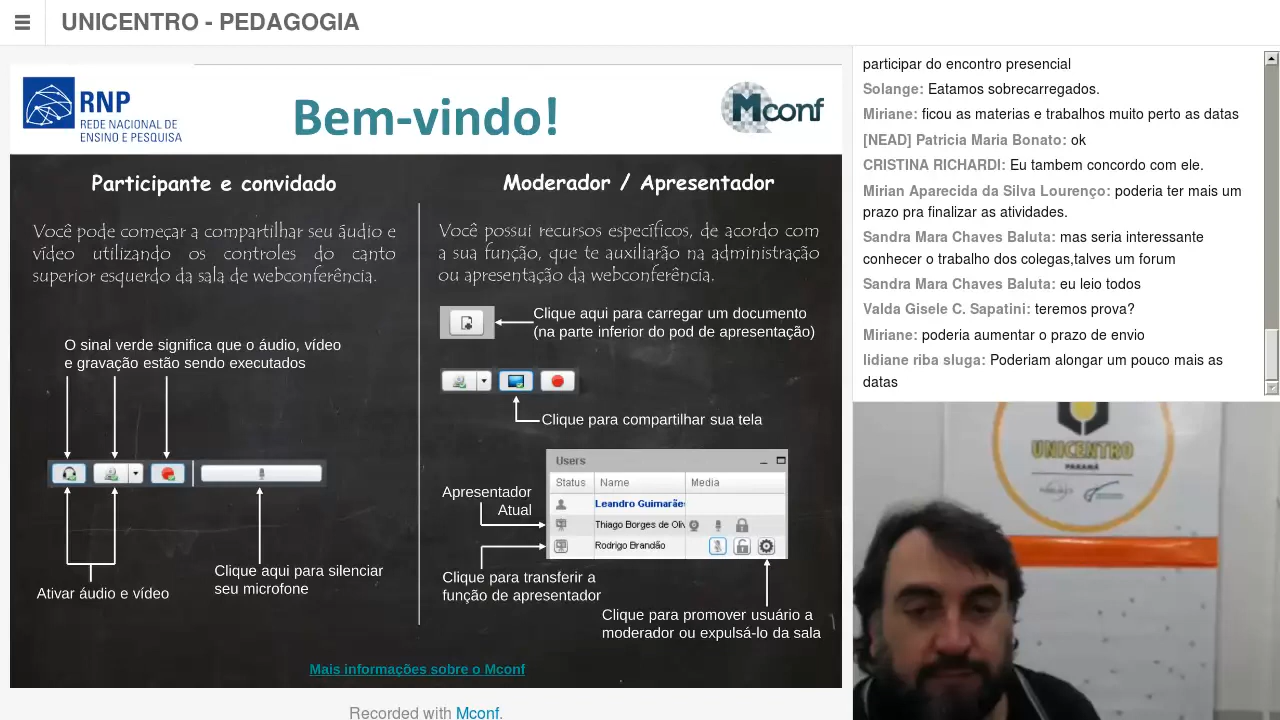 UNICENTRO - PEDAGOGIA
RNP
REDE NACIONAL DE
ENSINO E PESQUISA
Bem-vindo!
Mconf
Participante e convidado
Você pode começar a compartilhar seu áudio e
vídeo utilizando os controles do canto
superior esquerdo da sala de webconferência.
O sinal verde significa que o áudio, vídeo
e gravação estão sendo executados
Ativar áudio e vídeo
Clique aqui para silenciar
seu microfone
Moderador / Apresentador
Você possui recursos específicos, de acordo com
a sua função, que te auxiliarão na administração
ou apresentação da webconferência.
Clique aqui para carregar um documento
(na parte inferior do pod de apresentação)
Clique para compartilhar sua tela
Users
Status Name Media
Leandro Guimarães
Thiago Borges de Oliv
Rodrigo Brandão
Apresentador
Atual
Clique para transferir a
função de apresentador
Clique para promover usuário a
moderador ou expulsá-lo da sala
Mais informações sobre o Mconf
Recorded with Mconf.
participar do encontro presencial
Solange: Eatamos sobrecarregados.
Miriane: ficou as materias e trabalhos muito perto as datas
[NEAD] Patricia Maria Bonato: ok
CRISTINA RICHARDI: Eu tambem concordo com ele.
Mirian Aparecida da Silva Lourenço: poderia ter mais um
prazo pra finalizar as atividades.
Sandra Mara Chaves Baluta: mas seria interessante
conhecer o trabalho dos colegas,talves um forum
Sandra Mara Chaves Baluta: eu leio todos
Valda Gisele C. Sapatini: teremos prova?
Miriane: poderia aumentar o prazo de envio
lidiane riba sluga: Poderiam alongar um pouco mais as
datas
UNICENTRO
PARANÁ